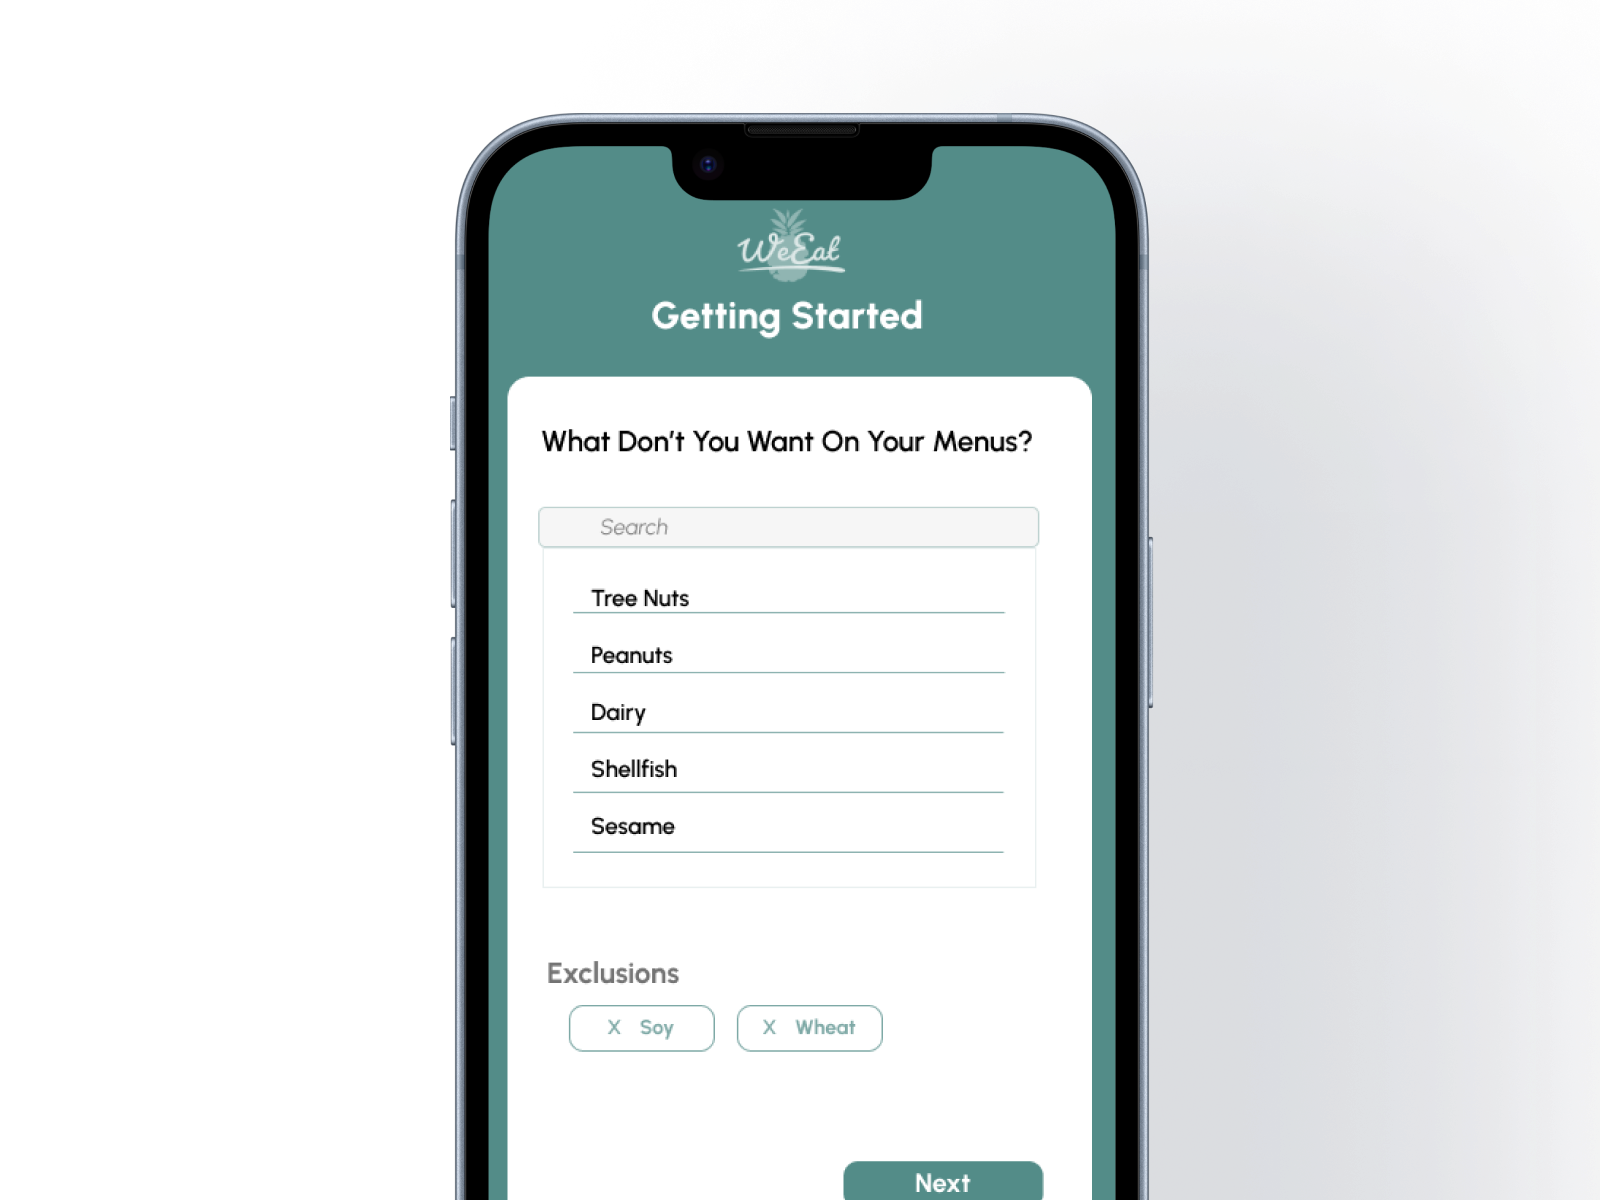 WeEat
Getting Started
What Don't You Want On Your Menus?
Search
Tree Nuts
Peanuts
Dairy
Shellfish
Sesame
Exclusions
X Soy
X Wheat
Next